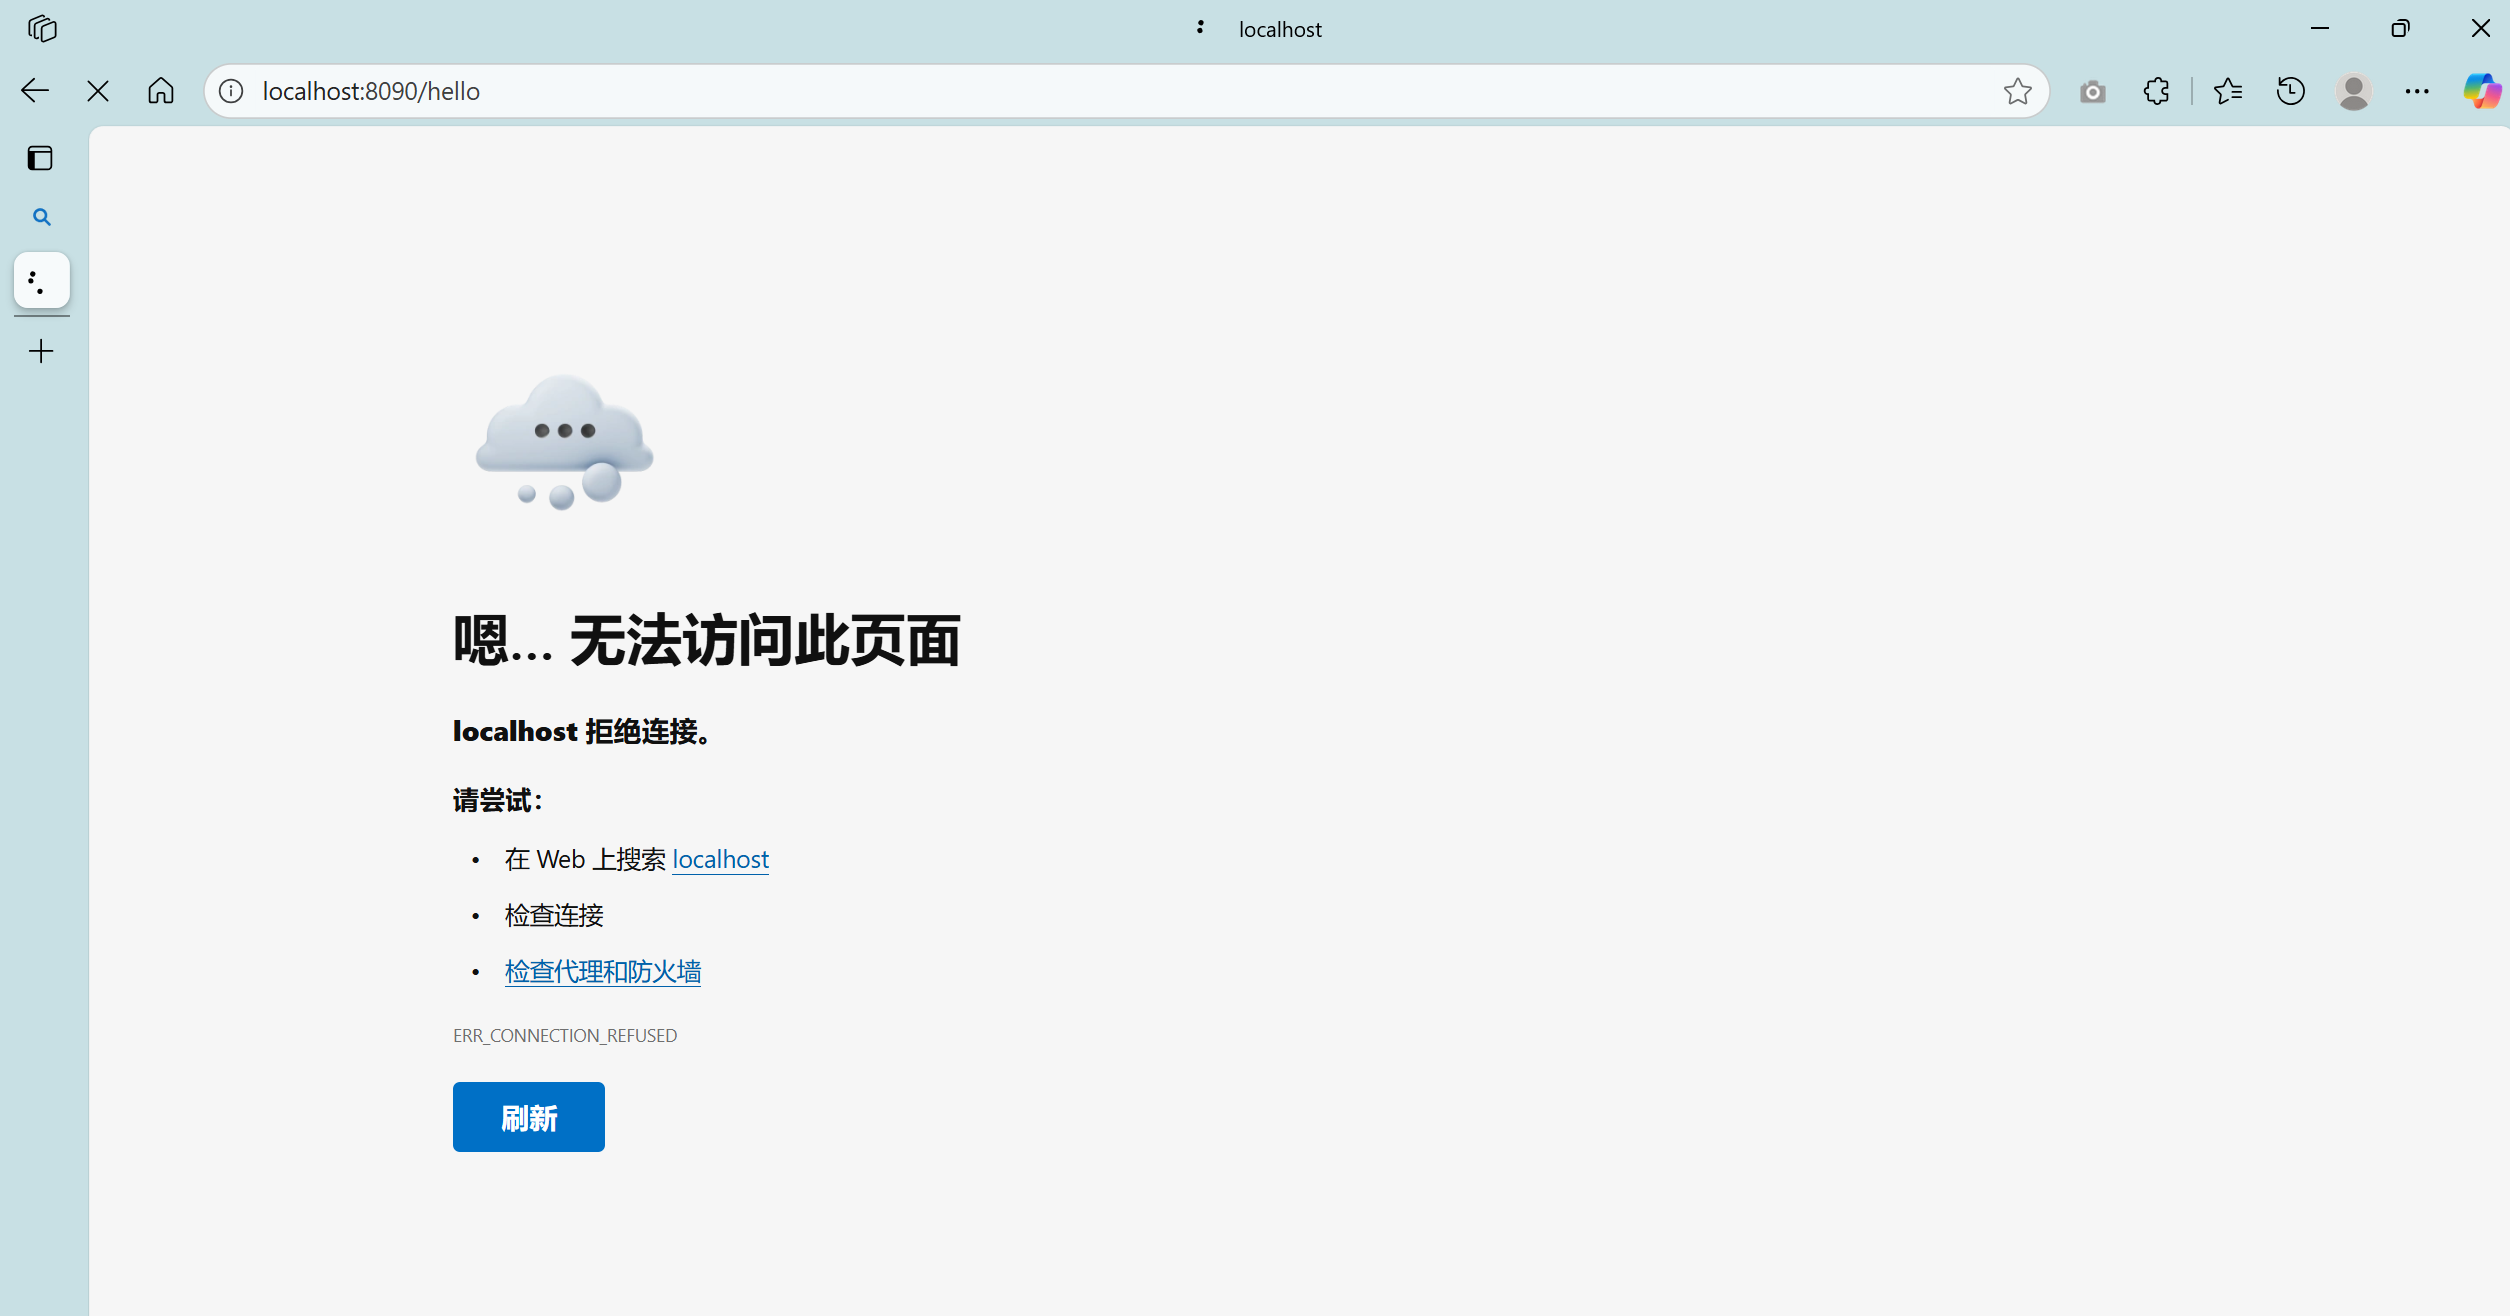 localhost
localhost:8090/hello
嗯… 无法访问此页面
localhost 拒绝连接。
请尝试：
• 在 Web 上搜索 localhost
• 检查连接
• 检查代理和防火墙
ERR_CONNECTION_REFUSED
刷新